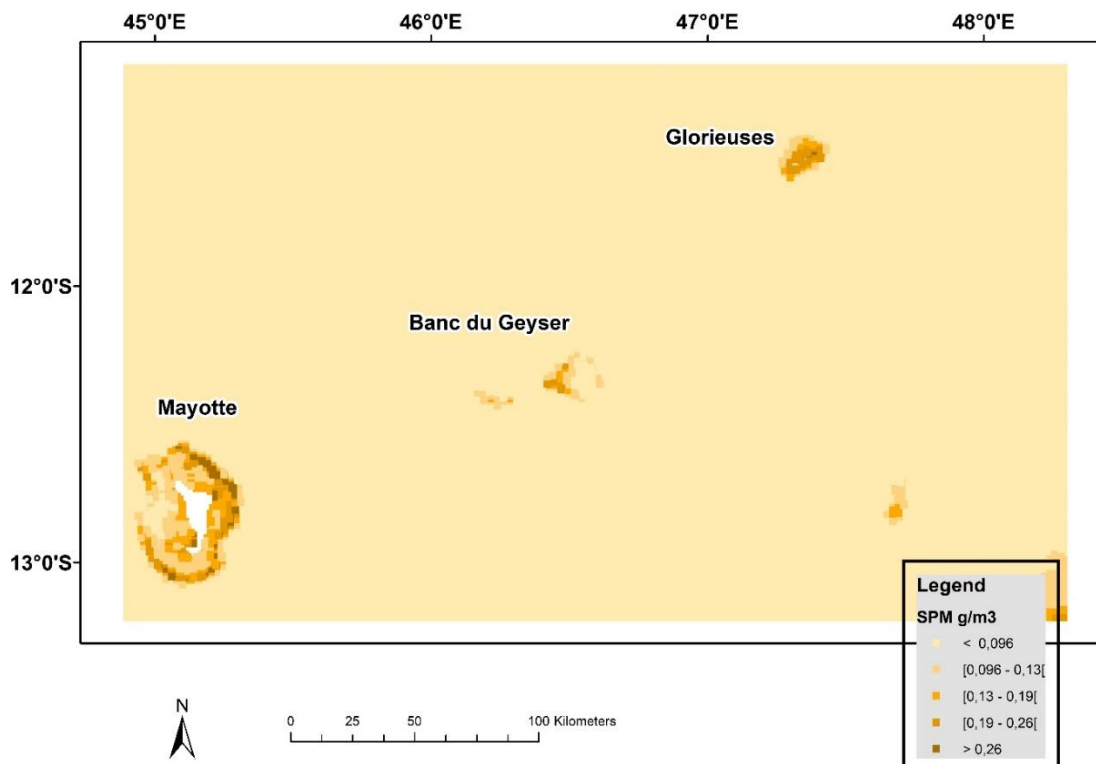 45°0'E 46°0'E 47°0'E 48°0'E
Glorieuses
12°0'S
Banc du Geyser
Mayotte
13°0'S
Legend
SPM g/m3
< 0,096
[0,096 - 0,13[
[0,13 - 0,19[
[0,19 - 0,26[
> 0,26
N
0 25 50 100 Kilometers